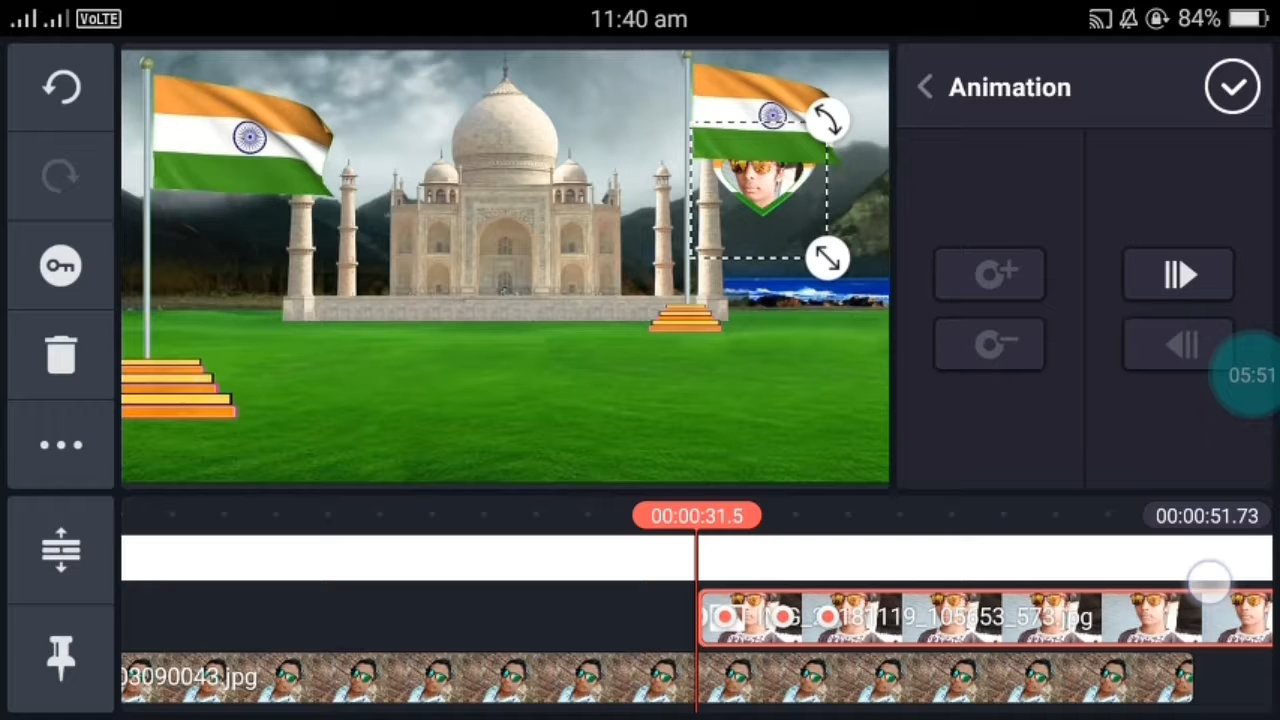 VoLTE
11:40 am
84%
Animation
05:51
00:00:31.5
00:00:51.73
03090043.jpg